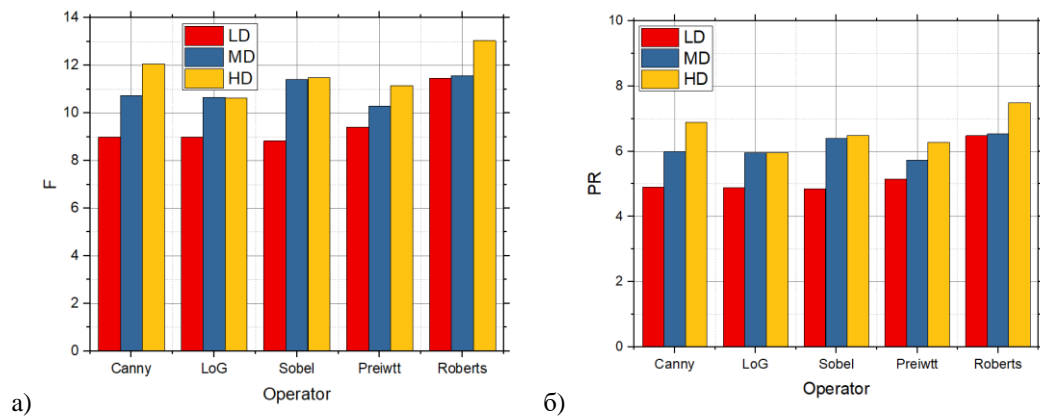 14
12
10
8
6
4
2
0
F
LD
MD
HD
Canny
LoG
Sobel
Preiwtt
Roberts
Operator
а)
10
8
6
4
2
0
PR
LD
MD
HD
Canny
LoG
Sobel
Preiwtt
Roberts
Operator
б)